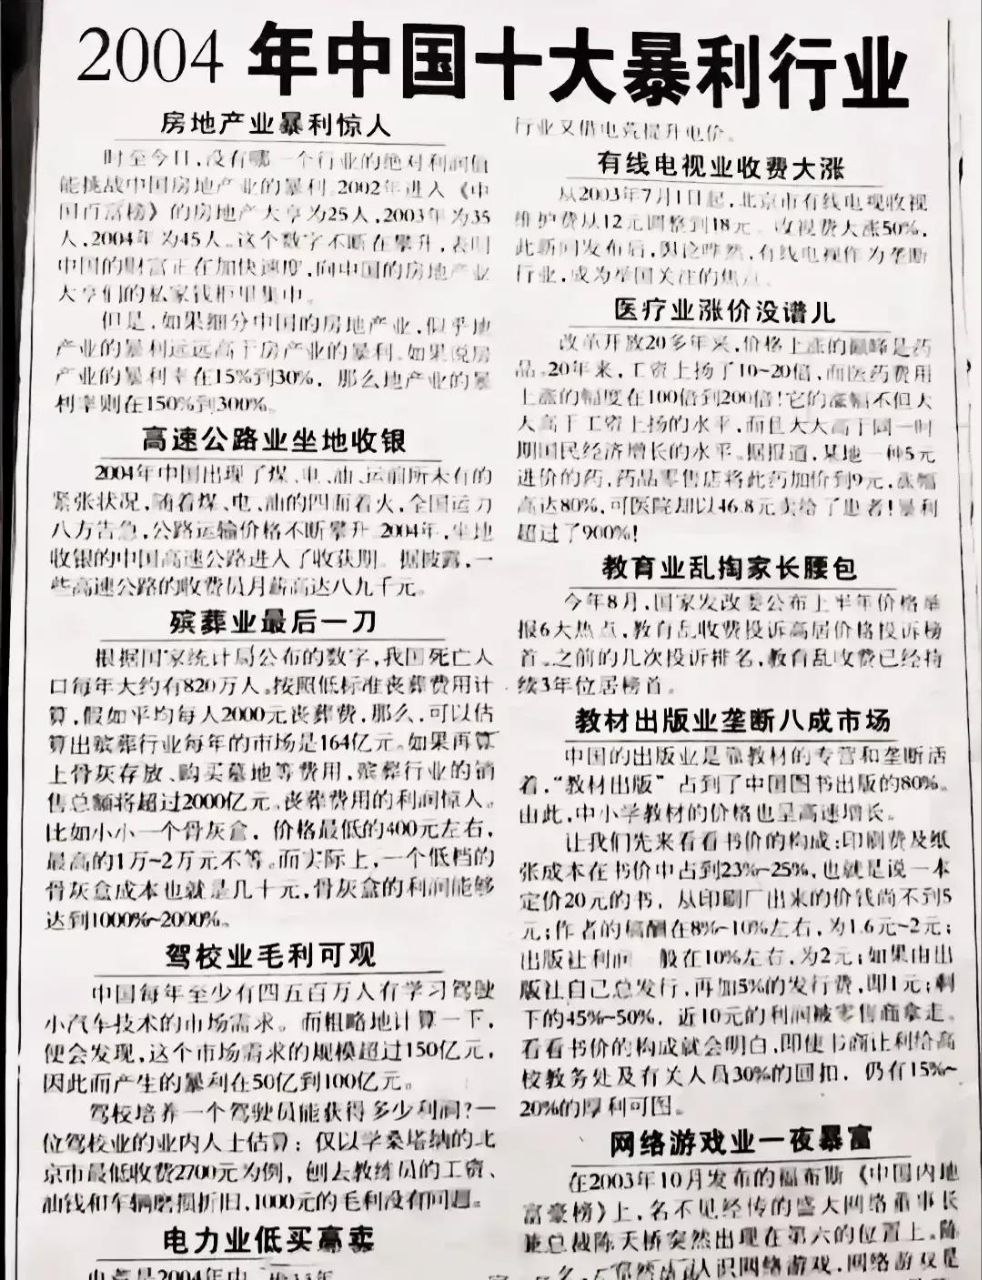 2004 年中国十大暴利行业
房地产业暴利惊人
时至今日,没有哪一个行业的绝对利润值
能挑战中国房地产业的暴利。2002年进入《中
国百富榜》的房地产大亨为25人,2003年为35
人,2004年为45人。这个数字不断在攀升,表明
中国的财富正在加快速度,向中国的房地产业
大亨们的私家钱柜里集中。
但是,如果细分中国的房地产业,似乎地
产业的暴利远远高于房产业的暴利。如果说房
产业的暴利率在15%到30%, 那么地产业的暴
利率则在150%到300%。
高速公路业坐地收银
2004年中国出现了煤、电、油、运前所未有的
紧张状况,随着煤、电、油的四面着火,全国运力
八方告急,公路运输价格不断攀升。2004年,坐地
收银的中国高速公路进入了收获期。据披露,一
些高速公路的收费员月薪高达八九千元。
殡葬业最后一刀
根据国家统计局公布的数字,我国死亡人
口每年大约有820万人。按照低标准丧葬费用计
算,假如平均每人2000元丧葬费,那么,可以估
算出殡葬行业每年的市场是164亿元。如果再算
上骨灰存放、购买墓地等费用,殡葬行业的销
售总额将超过2000亿元。丧葬费用的利润惊人。
比如小小一个骨灰盒, 价格最低的400元左右,
最高的1万~2万元不等。而实际上,一个低档的
骨灰盒成本也就是几十元,骨灰盒的利润能够
达到1000%~2000%。
驾校业毛利可观
中国每年至少有四五百万人有学习驾驶
小汽车技术的市场需求。而粗略地计算一下,
便会发现,这个市场需求的规模超过150亿元,
因此而产生的暴利在50亿到100亿元。
驾校培养一个驾驶员能获得多少利润?一
位驾校业的业内人士估算: 仅以学桑塔纳的北
京市最低收费2700元为例, 刨去教练员的工资、
油钱和车辆磨损折旧,1000元的毛利没有问题。
电力业低买高卖
行业又借电荒提升电价。
有线电视业收费大涨
从2003年7月1日起,北京市有线电视收视
维护费从12元调整到18元。收视费大涨50%,
此新闻发布后,舆论哗然,有线电视作为垄断
行业,成为举国关注的焦点。
医疗业涨价没谱儿
改革开放20多年来,价格上涨的巅峰是药
品。20年来,工资上扬了10~20倍,而医药费用
上涨的幅度在100倍到200倍!它的涨幅不但大
大高于工资上扬的水平,而且大大高于同一时
期国民经济增长的水平。据报道,某地一种5元
进价的药,药品零售店将此药加价到9元,涨幅
高达80%,可医院却以46.8元卖给了患者!暴利
超过了900%!
教育业乱掏家长腰包
今年8月,国家发改委公布上半年价格举
报6大热点,教育乱收费投诉高居价格投诉榜
首。之前的几次投诉排名,教育乱收费已经持
续3年位居榜首。
教材出版业垄断八成市场
中国的出版业是靠教材的专营和垄断活
着,“教材出版” 占到了中国图书出版的80%。
由此,中小学教材的价格也呈高速增长。
让我们先来看看书价的构成:印刷费及纸
张成本在书价中占到23%~25%,也就是说一本
定价20元的书, 从印刷厂出来的价钱尚不到5
元;作者的稿酬在8%~10%左右,为1.6元~2元;
出版社利润一般在10%左右,为2元;如果由出
版社自己总发行,再加5%的发行费,即1元;剩
下的45%~50%, 近10元的利润被零售商拿走。
看看书价的构成就会明白,即使书商让利给高
校教务处及有关人员30%的回扣, 仍有15%~
20%的厚利可图。
网络游戏业一夜暴富
在2003年10月发布的福布斯《中国内地
富豪榜》上,名不见经传的盛大网络董事长
兼总裁陈天桥突然出现在第六的位置上。陈